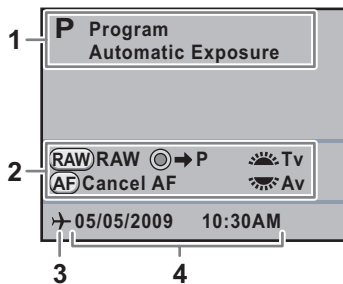 1
P Program
Automatic Exposure
2
RAW RAW ➔ P Tv
AF Cancel AF Av
05/05/2009 10:30AM
3 4